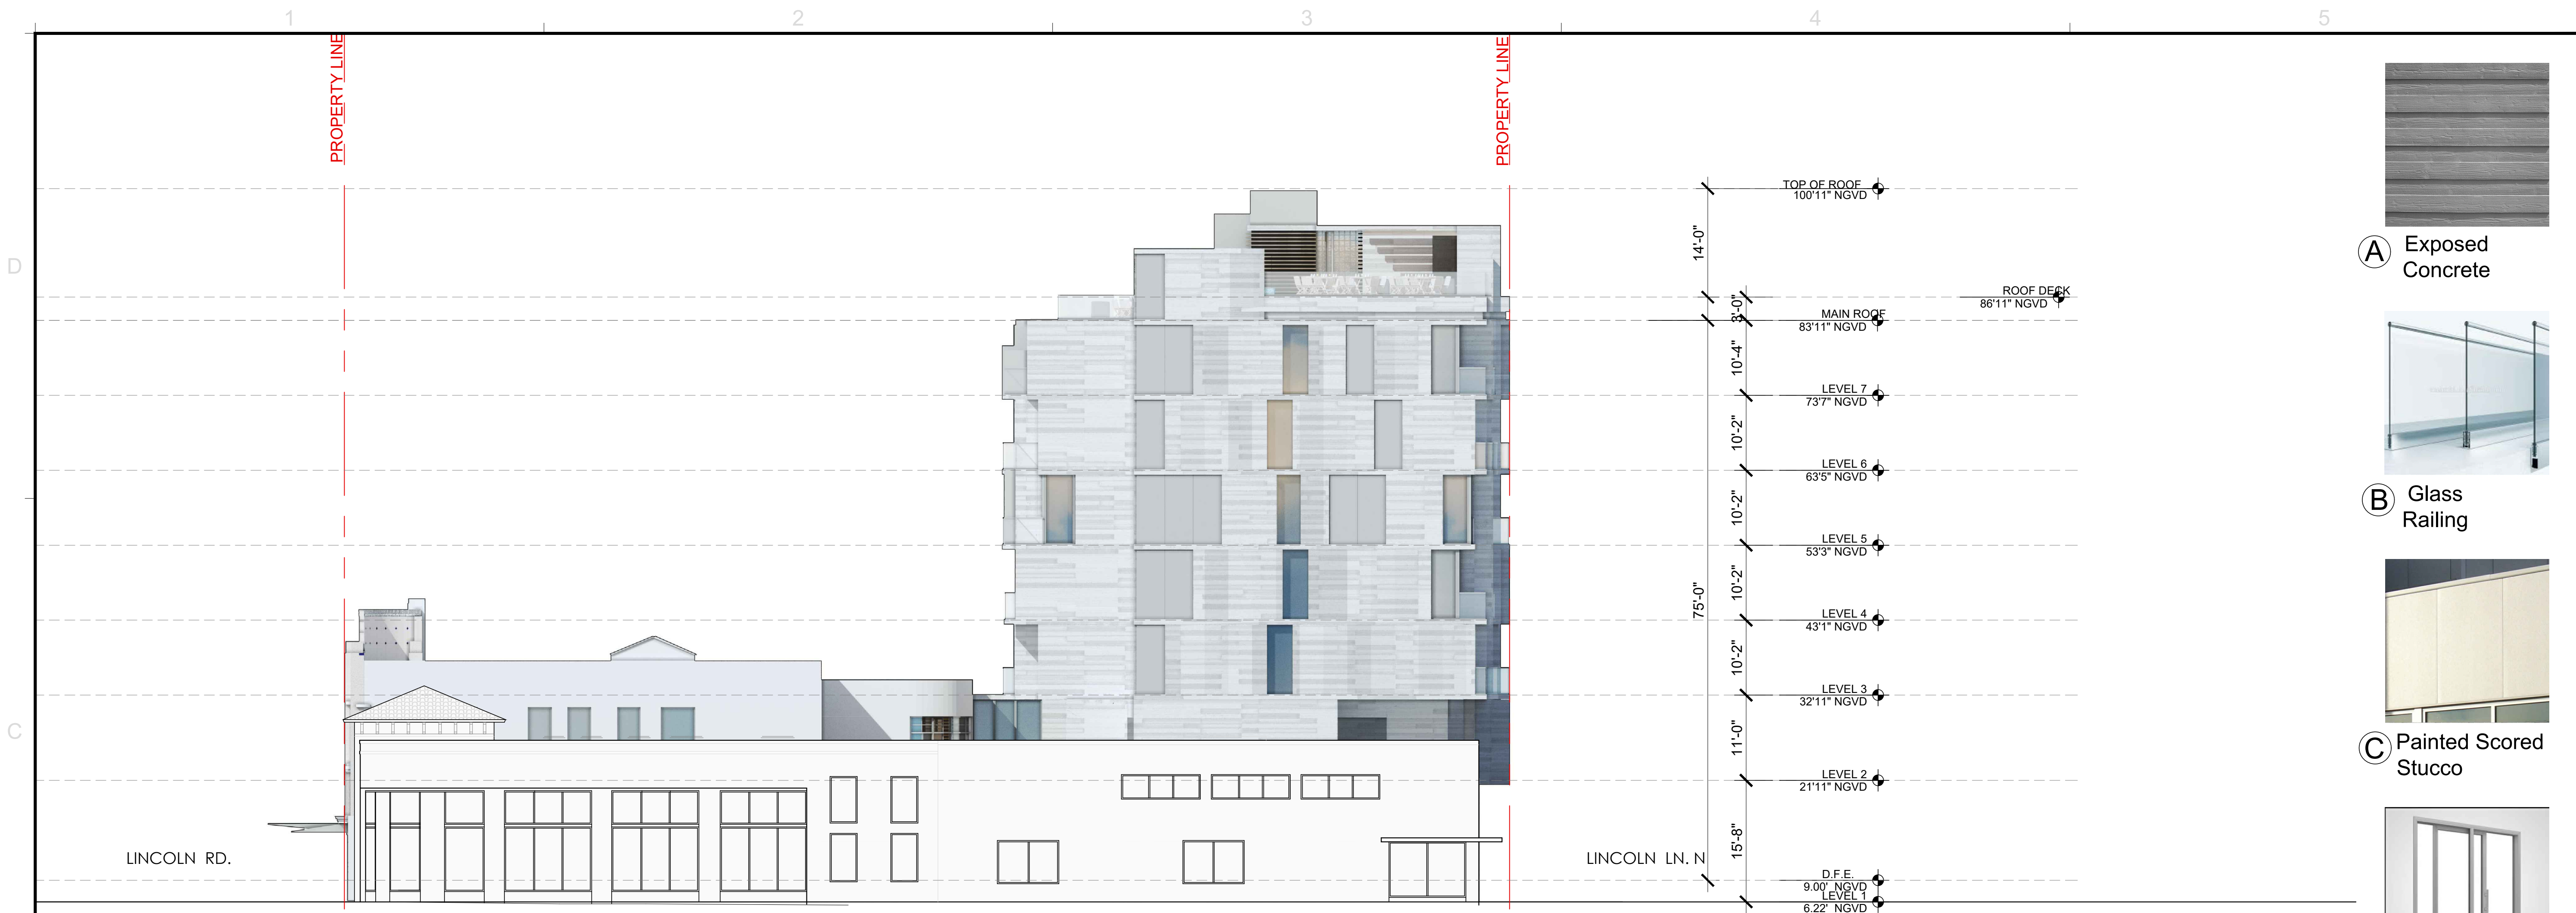 1 2 3 4 5
PROPERTY LINE
PROPERTY LINE
D
C
TOP OF ROOF
100'11" NGVD
14'-0"
ROOF DECK
86'11" NGVD
3'-0"
MAIN ROOF
83'11" NGVD
10'-4"
LEVEL 7
73'7" NGVD
10'-2"
LEVEL 6
63'5" NGVD
10'-2"
LEVEL 5
53'3" NGVD
10'-2"
75'-0"
LEVEL 4
43'1" NGVD
10'-2"
LEVEL 3
32'11" NGVD
11'-0"
LEVEL 2
21'11" NGVD
15'-8"
D.F.E.
9.00' NGVD
LEVEL 1
6.22' NGVD
LINCOLN RD.
LINCOLN LN. N
A Exposed
Concrete
B Glass
Railing
C Painted Scored
Stucco